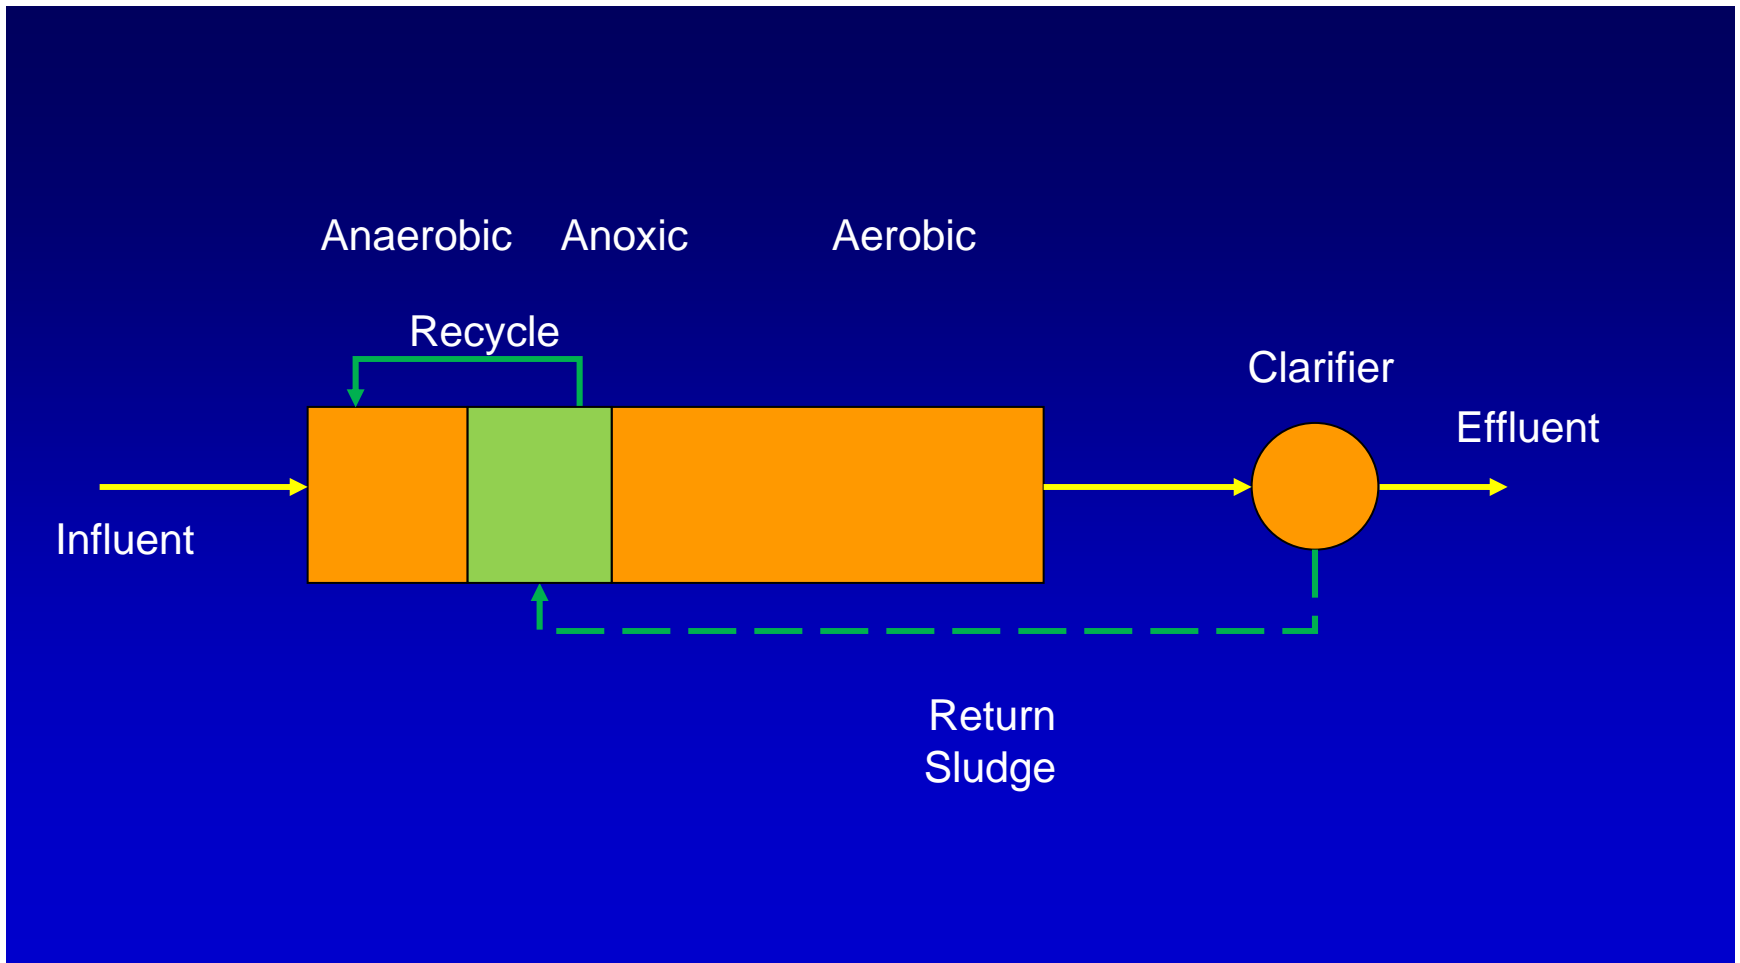 Anaerobic
Anoxic
Aerobic
Recycle
Clarifier
Effluent
Influent
Return
Sludge